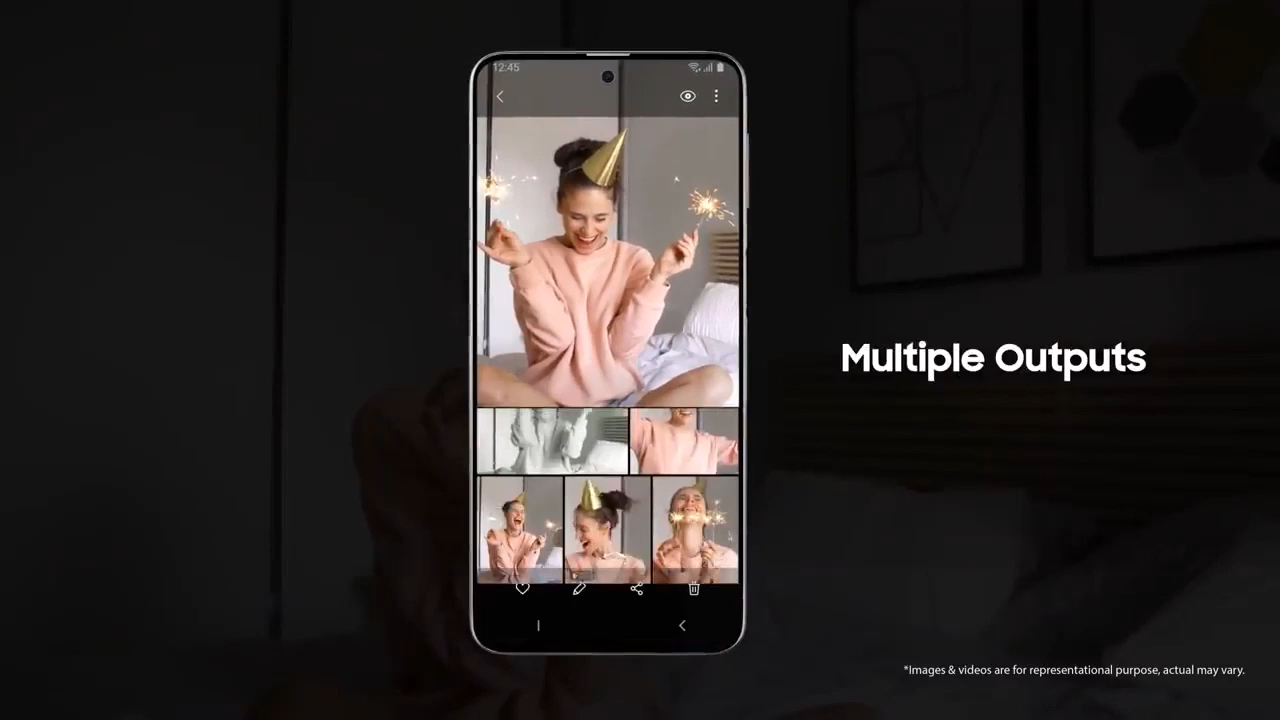 12:45
Multiple Outputs
*Images & videos are for representational purpose, actual may vary.